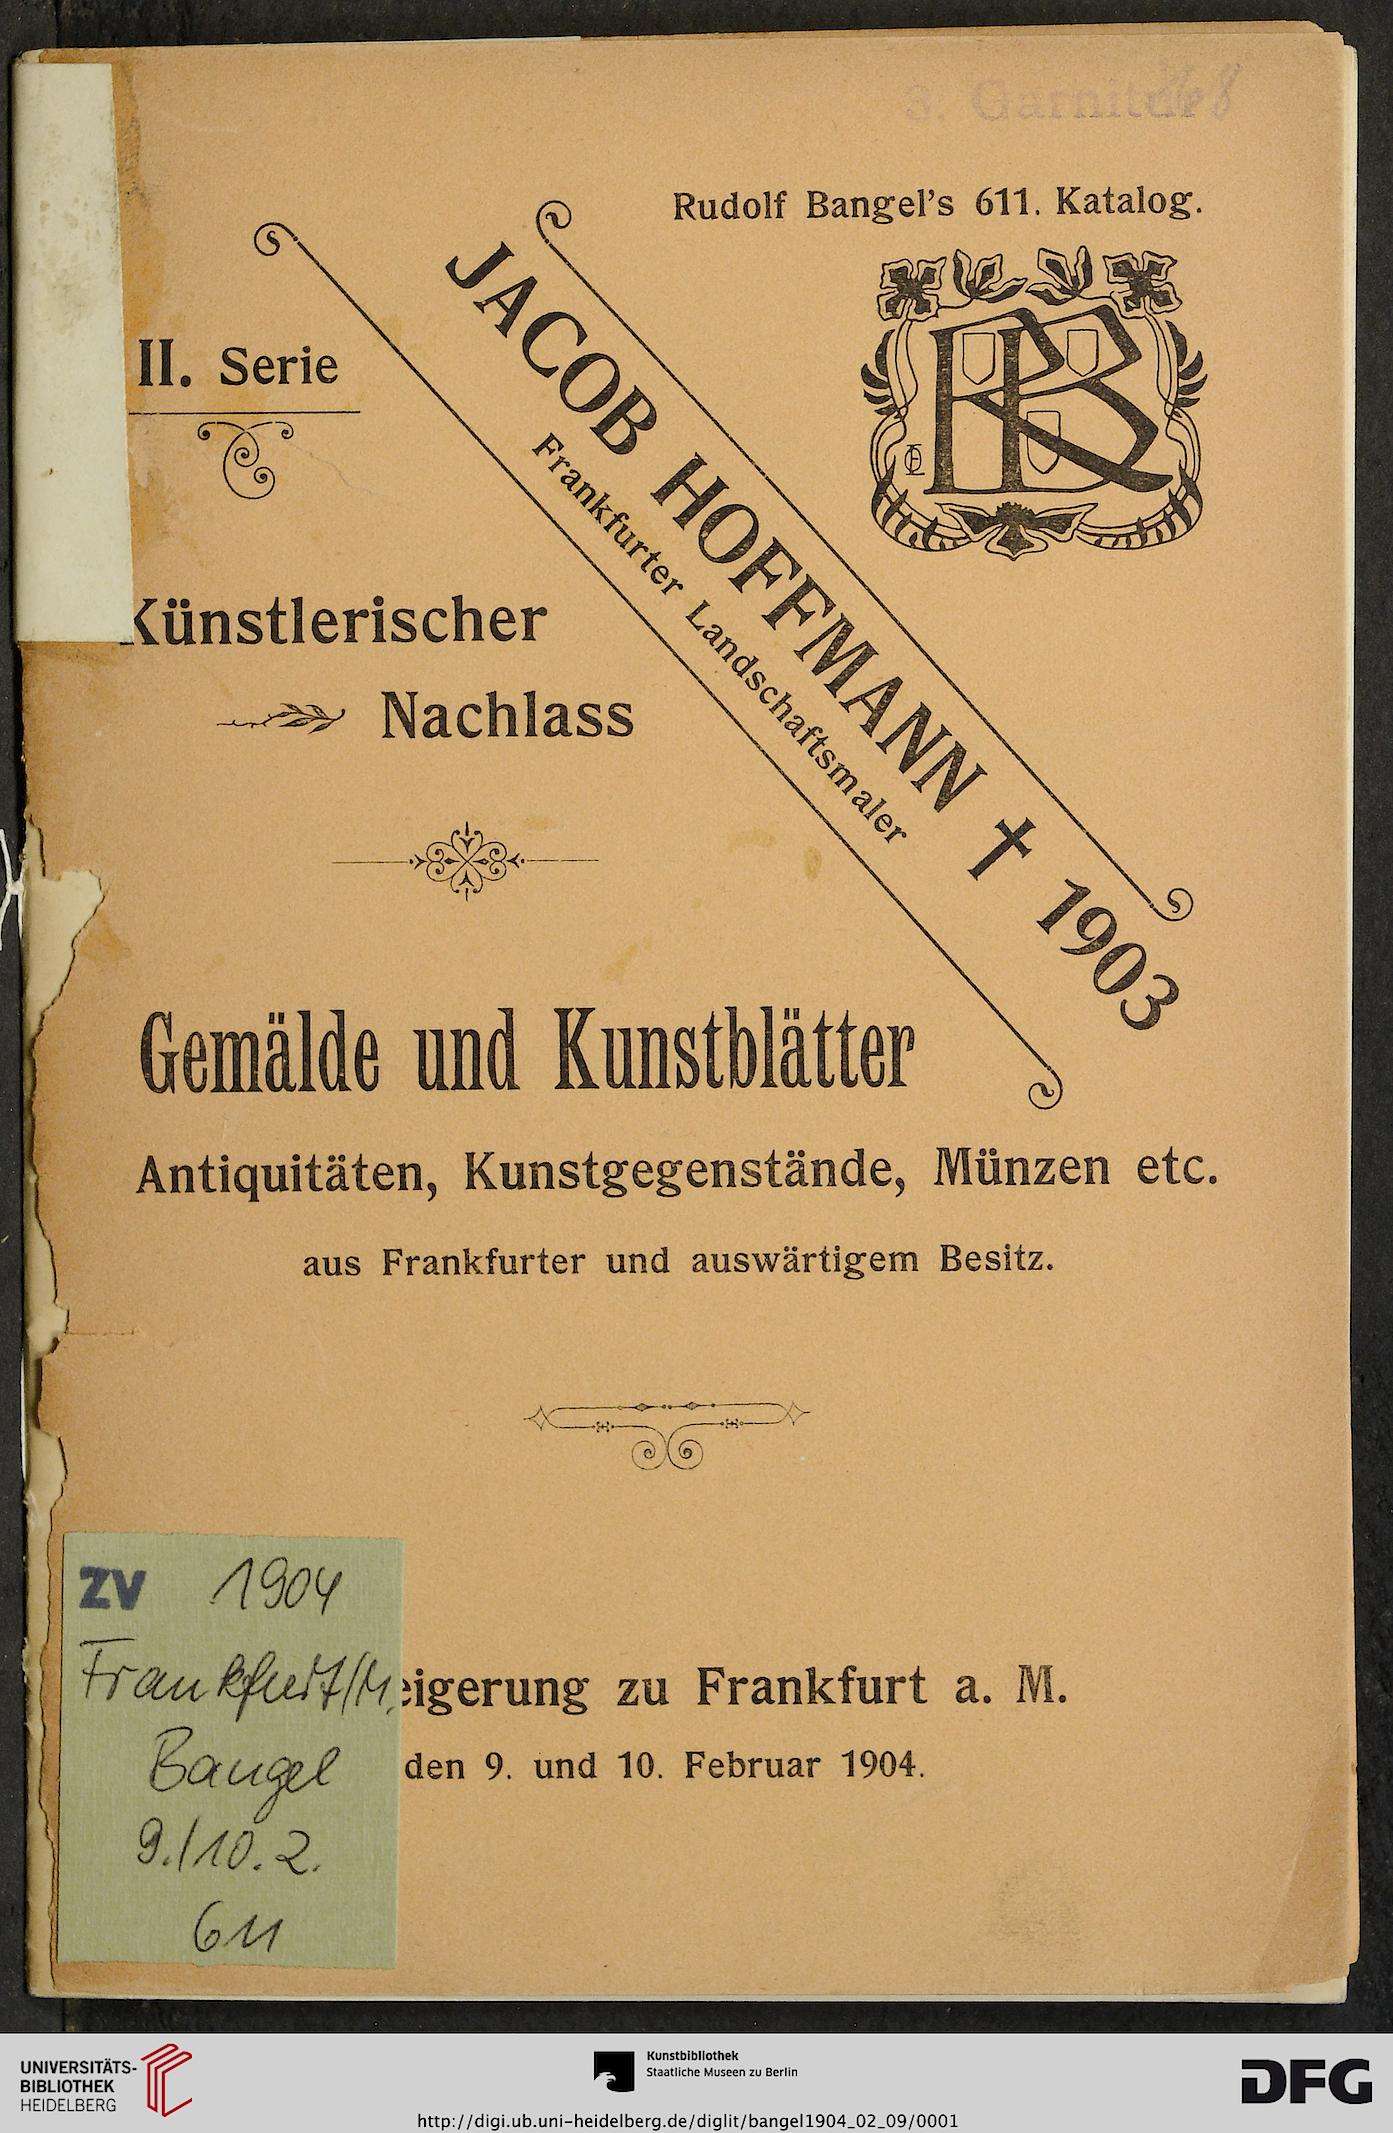 3. Garnitur
Rudolf Bangel's 611. Katalog.
JACOB HOFFMANN † 1903
Frankfurter Landschaftsmaler
II. Serie
Künstlerischer
Nachlass
Gemälde und Kunstblätter
Antiquitäten, Kunstgegenstände, Münzen etc.
aus Frankfurter und auswärtigem Besitz.
ZV 1904
Frankfurt/M.
eigerung zu Frankfurt a. M.
Bangel
den 9. und 10. Februar 1904.
9./10.2.
611
UNIVERSITÄTS-
BIBLIOTHEK
HEIDELBERG
Kunstbibliothek
Staatliche Museen zu Berlin
DFG
http://digi.ub.uni-heidelberg.de/diglit/bangel1904_02_09/0001